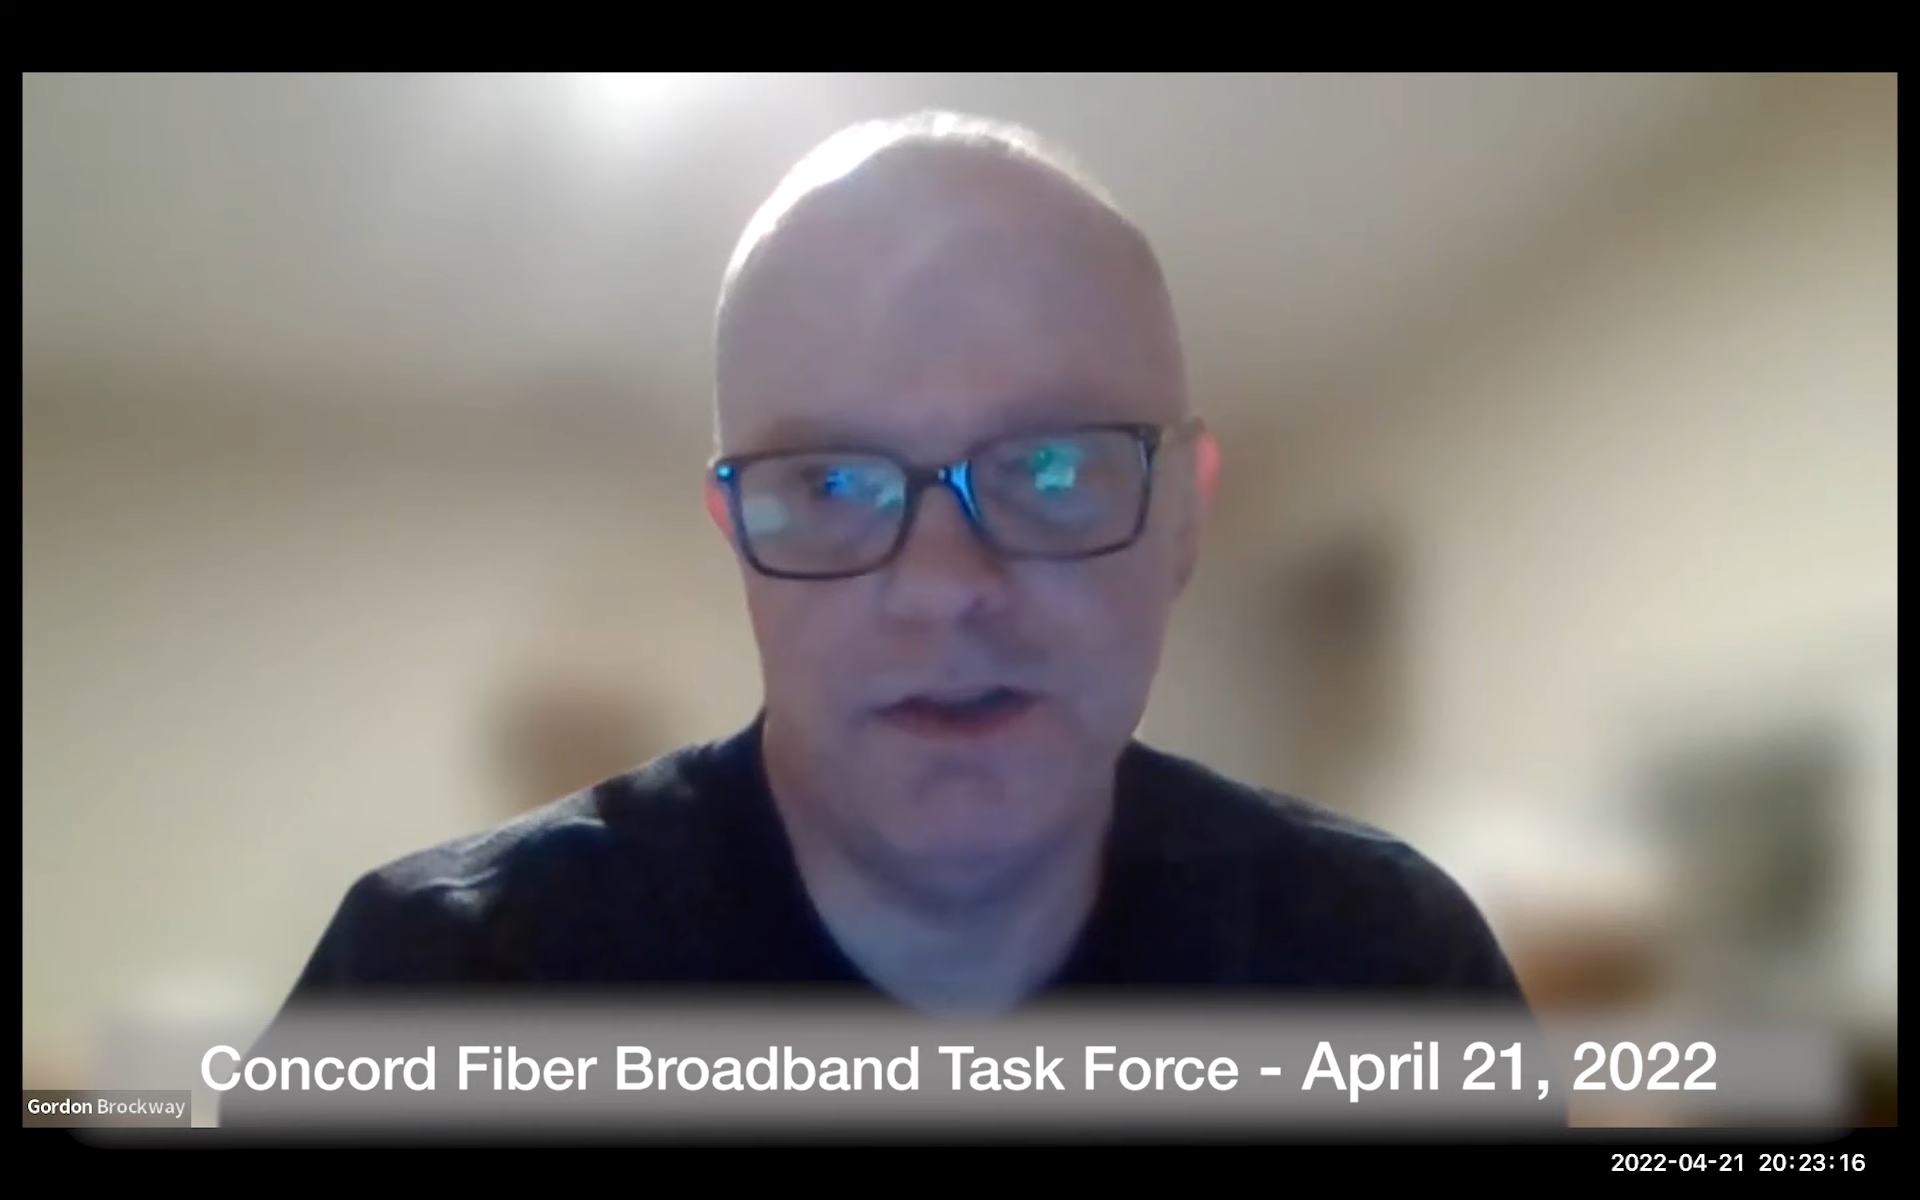 Concord Fiber Broadband Task Force - April 21, 2022
Gordon Brockway
2022-04-21 20:23:16